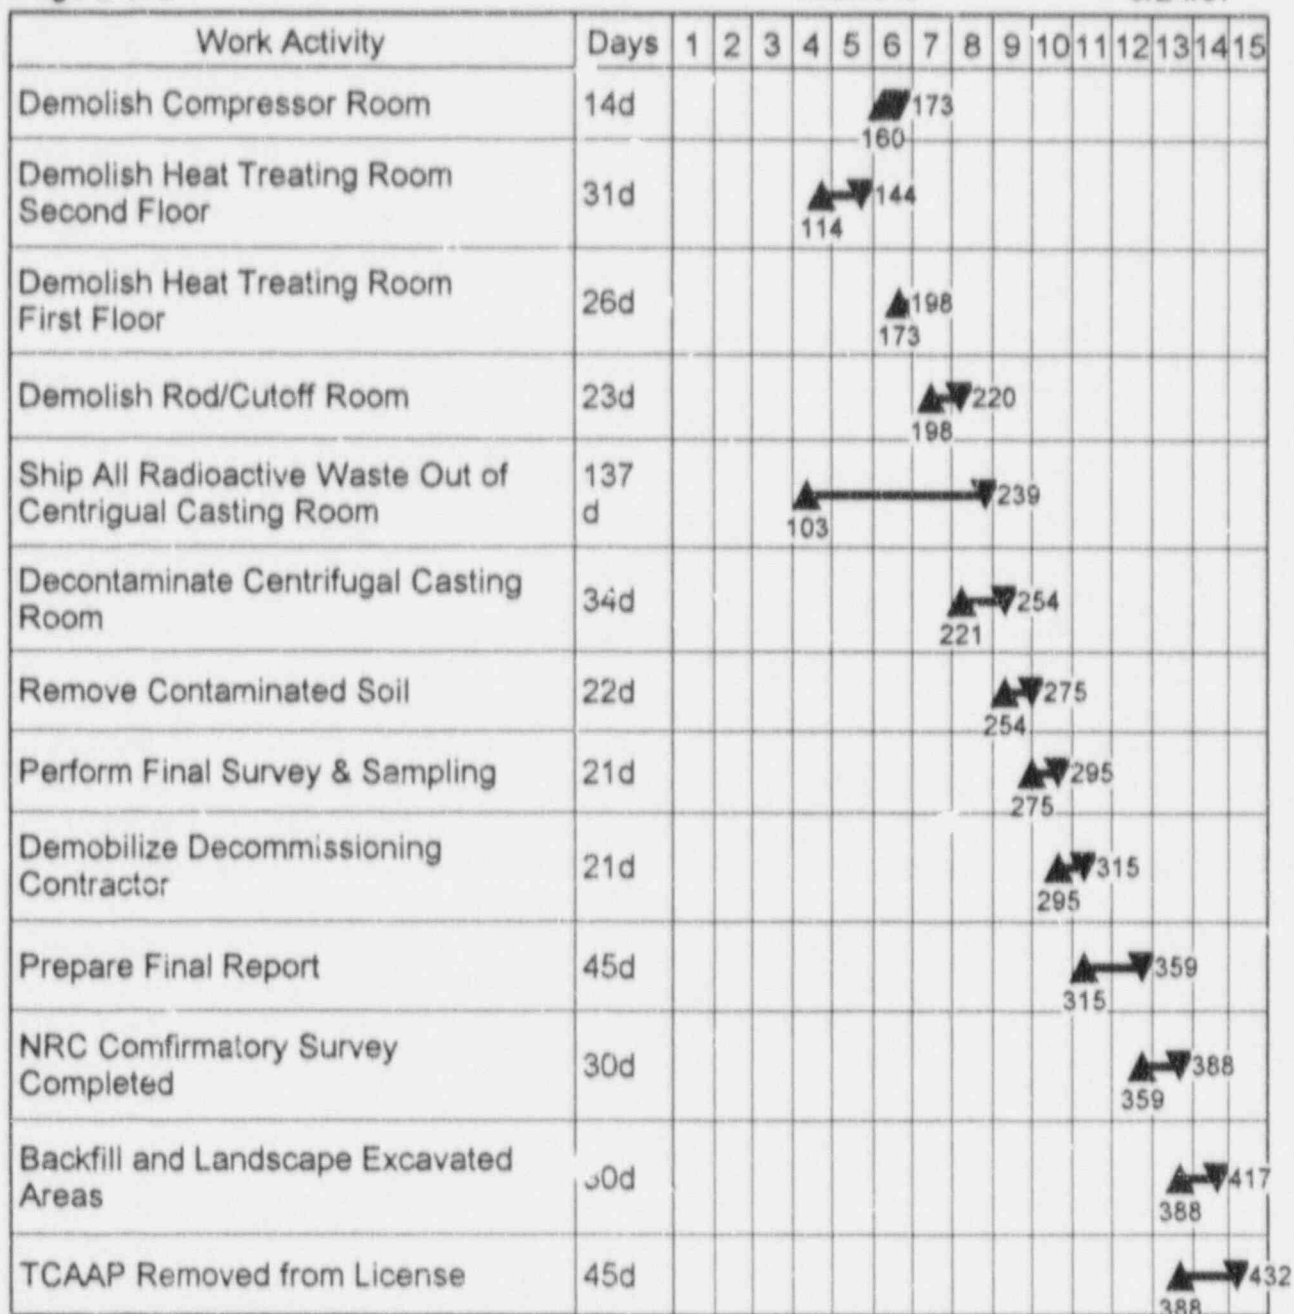 Work Activity Days 1 2 3 4 5 6 7 8 9 10 11 12 13 14 15
Demolish Compressor Room 14d 173
160
Demolish Heat Treating Room
Second Floor 31d 144
114
Demolish Heat Treating Room
First Floor 26d 198
173
Demolish Rod/Cutoff Room 23d 220
198
Ship All Radioactive Waste Out of 137
Centrigual Casting Room d 239
103
Decontaminate Centrifugal Casting
Room 34d 254
221
Remove Contaminated Soil 22d 275
254
Perform Final Survey & Sampling 21d 295
275
Demobilize Decommissioning
Contractor 21d 315
295
Prepare Final Report 45d 359
315
NRC Comfirmatory Survey
Completed 30d 388
359
Backfill and Landscape Excavated
Areas 417
388
TCAAP Removed from License 45d 432
388